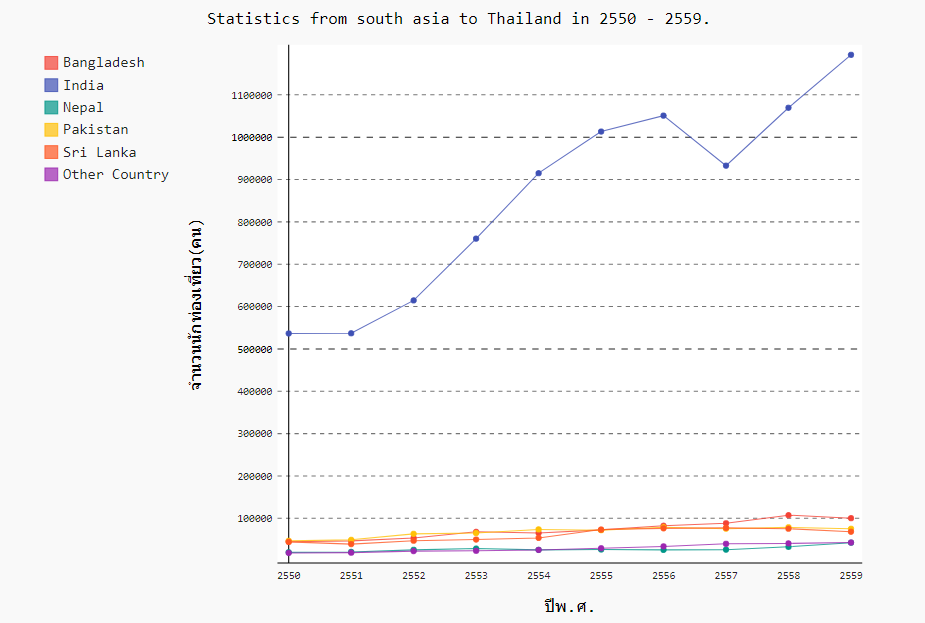 Statistics from south asia to Thailand in 2550 - 2559.
Bangladesh
India
Nepal
Pakistan
Sri Lanka
Other Country
จำนวนนักท่องเที่ยว(คน)
1100000
1000000
900000
800000
700000
600000
500000
400000
300000
200000
100000
2550 2551 2552 2553 2554 2555 2556 2557 2558 2559
ปีพ.ศ.